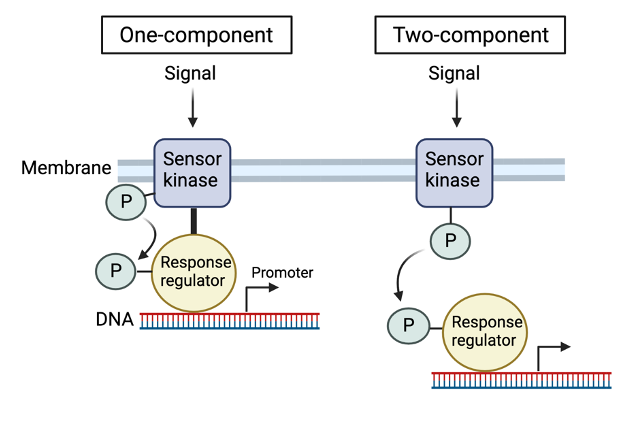 One-component
Signal
Membrane
Sensor
kinase
P
P
Response
regulator
Promoter
DNA
Two-component
Signal
Sensor
kinase
P
P
Response
regulator